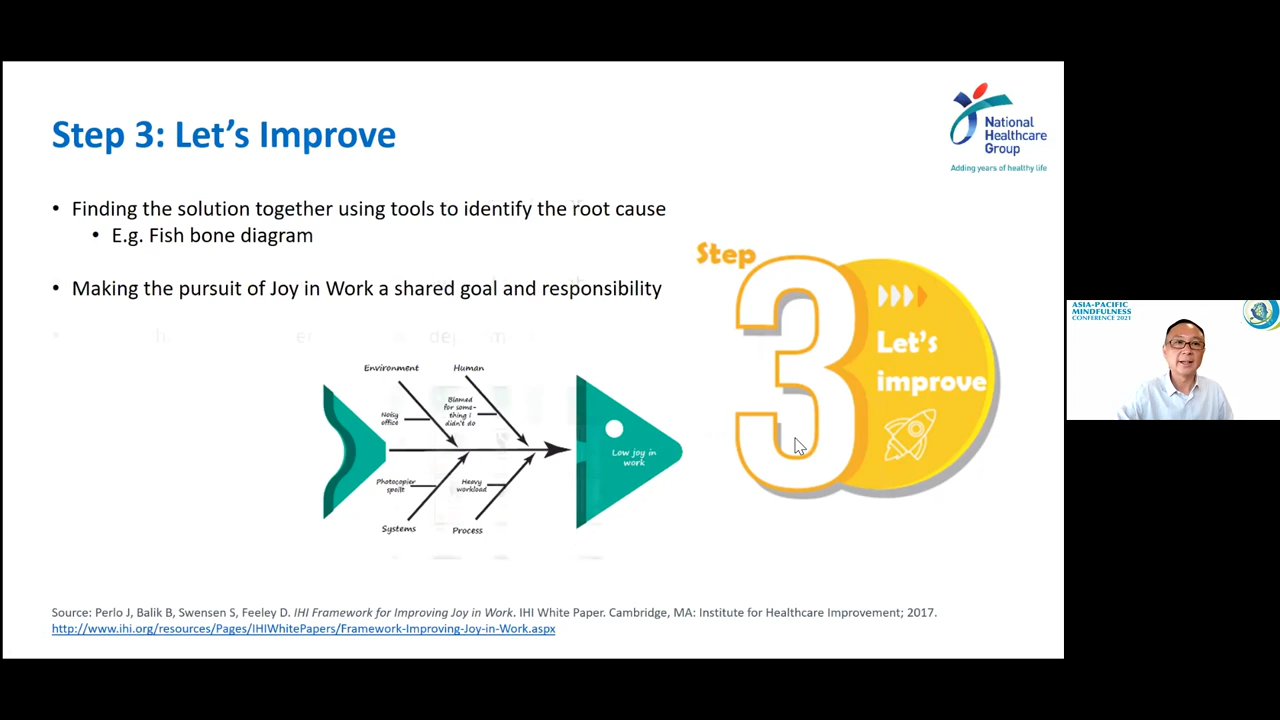 Step 3: Let's Improve
National
Healthcare
Group
Adding years of healthy life
• Finding the solution together using tools to identify the root cause
• E.g. Fish bone diagram
• Making the pursuit of Joy in Work a shared goal and responsibility
Step
3
Let's
improve
Environment
Human
Noisy
office
Blamed
for some-
thing I
didn't do
Low joy in
work
Photocopier
spoilt
Heavy
workload
Systems
Process
Source: Perlo J, Balik B, Swensen S, Feeley D. IHI Framework for Improving Joy in Work. IHI White Paper. Cambridge, MA: Institute for Healthcare Improvement; 2017.
http://www.ihi.org/resources/Pages/IHIWhitePapers/Framework-Improving-Joy-in-Work.aspx
ASIA-PACIFIC
MINDFULNESS
CONFERENCE 2021